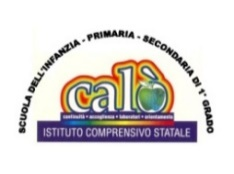 SCUOLA DELL'INFANZIA - PRIMARIA - SECONDARIA DI 1° GRADO
calò
continuità • accoglienza • laboratori • orientamento
ISTITUTO COMPRENSIVO STATALE